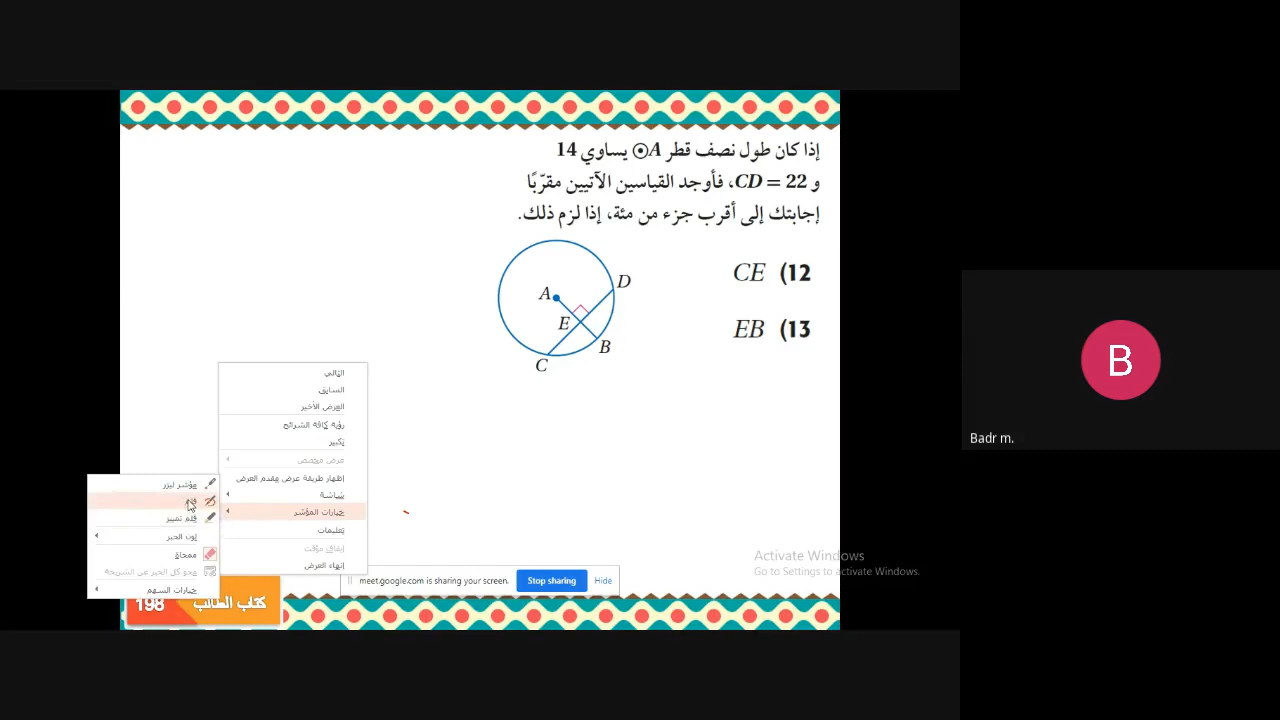 إذا كان طول نصف قطر A⊙ يساوي 14
و CD = 22، فأوجد القياسين الآتيين مقرّبًا
إجابتك إلى أقرب جزء من مئة، إذا لزم ذلك.
12) CE
13) EB
A
D
E
B
C
التالي
السابق
العرض الأخير
رؤية كافة الشرائح
تكبير
عرض مخصص
إظهار طريقة عرض مقدم العرض
شاشة
خيارات المؤشر
تعليمات
إيقاف مؤقت
إنهاء العرض
مؤشر ليزر
قلم
قلم تمييز
لون الحبر
ممحاة
محو كل الحبر عن الشريحة
خيارات السهم
meet.google.com is sharing your screen.
Stop sharing
Hide
Activate Windows
Go to Settings to activate Windows.
كتاب الطالب 198
B
Badr m.